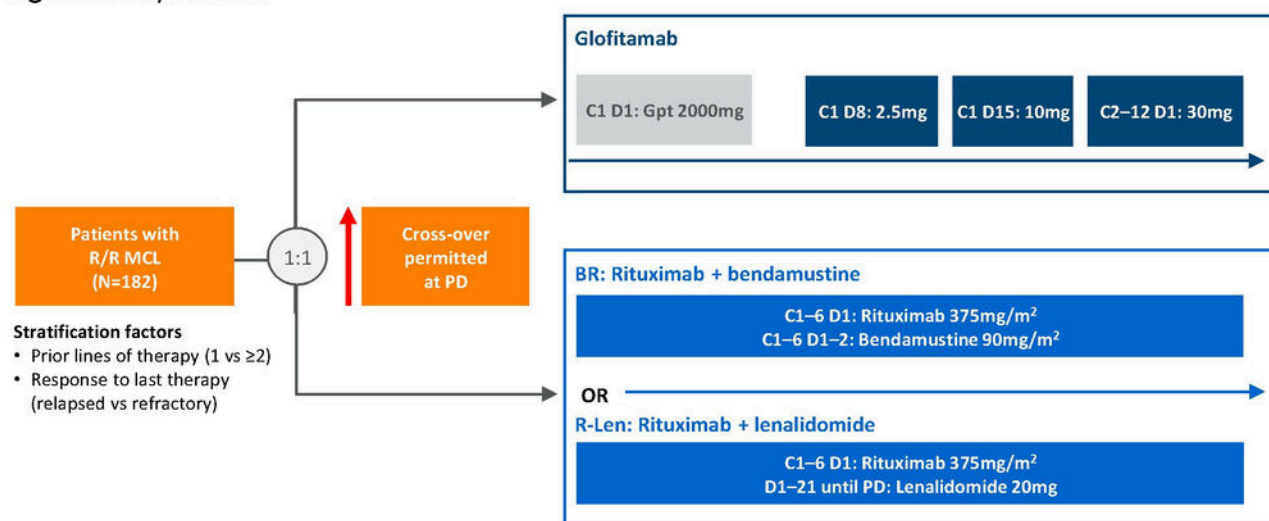 Glofitamab
C1 D1: Gpt 2000mg
C1 D8: 2.5mg
C1 D15: 10mg
C2–12 D1: 30mg
Patients with
R/R MCL
(N=182)
1:1
Cross-over
permitted
at PD
Stratification factors
• Prior lines of therapy (1 vs ≥2)
• Response to last therapy
(relapsed vs refractory)
BR: Rituximab + bendamustine
C1–6 D1: Rituximab 375mg/m²
C1–6 D1–2: Bendamustine 90mg/m²
OR
R-Len: Rituximab + lenalidomide
C1–6 D1: Rituximab 375mg/m²
D1–21 until PD: Lenalidomide 20mg